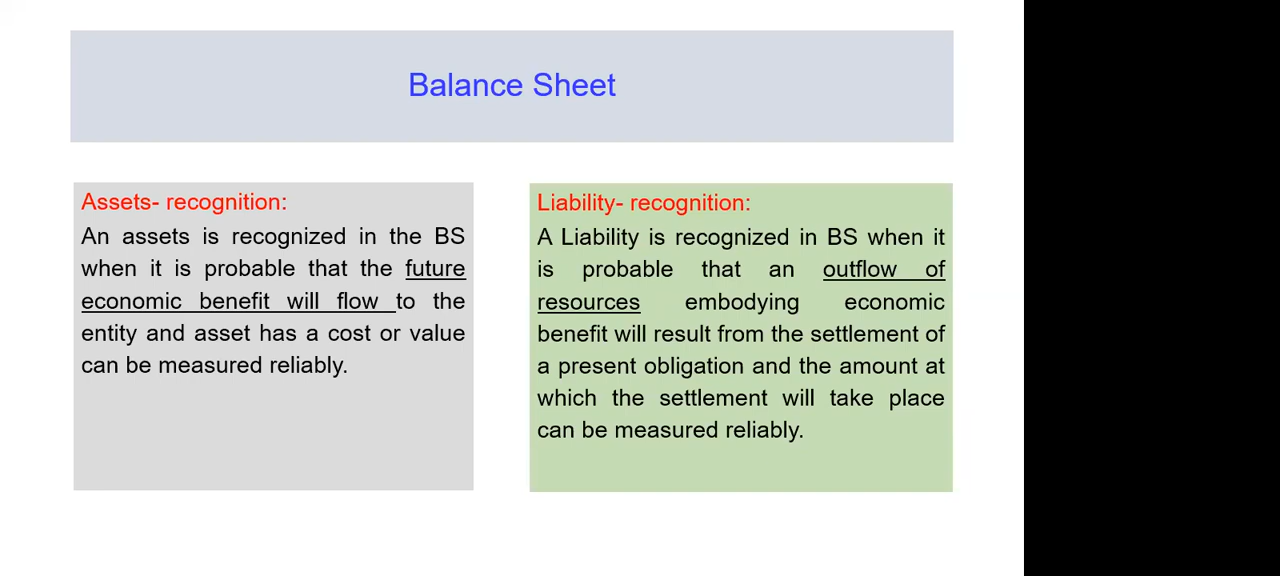 Balance Sheet
Assets- recognition:
An assets is recognized in the BS
when it is probable that the future
economic benefit will flow to the
entity and asset has a cost or value
can be measured reliably.
Liability- recognition:
A Liability is recognized in BS when it
is probable that an outflow of
resources embodying economic
benefit will result from the settlement of
a present obligation and the amount at
which the settlement will take place
can be measured reliably.